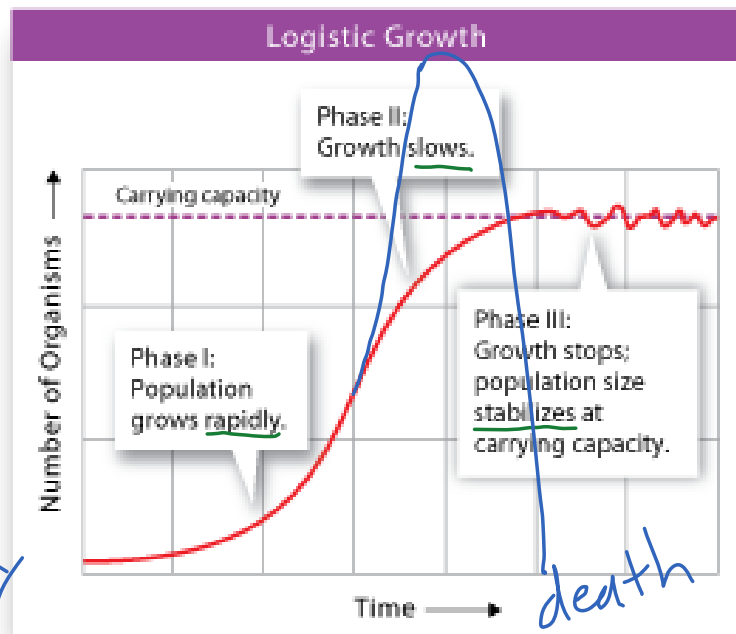 Logistic Growth
Phase II:
Growth slows.
Carrying capacity
Number of Organisms
Phase I:
Population
grows rapidly.
Phase III:
Growth stops;
population size
stabilizes at
carrying capacity.
Time
death